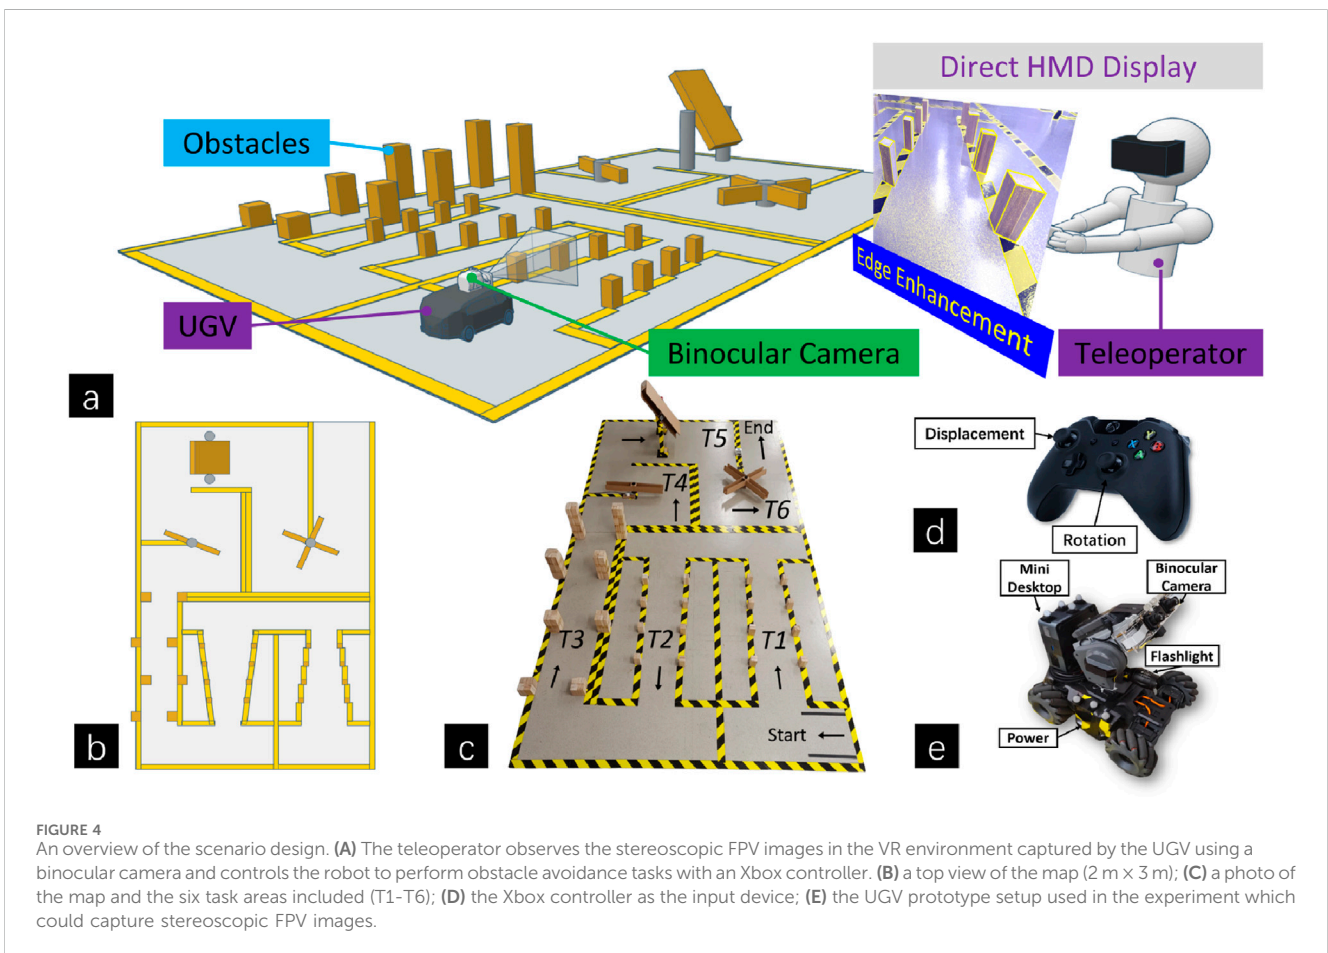 Direct HMD Display
Obstacles
Edge Enhancement
UGV
Binocular Camera
Teleoperator
a
b
End
T5
T4
T6
T3
T2
T1
Start
c
Displacement
Rotation
d
Mini
Desktop
Binocular
Camera
Flashlight
Power
e
FIGURE 4
An overview of the scenario design. (A) The teleoperator observes the stereoscopic FPV images in the VR environment captured by the UGV using a
binocular camera and controls the robot to perform obstacle avoidance tasks with an Xbox controller. (B) a top view of the map (2 m × 3 m); (C) a photo of
the map and the six task areas included (T1-T6); (D) the Xbox controller as the input device; (E) the UGV prototype setup used in the experiment which
could capture stereoscopic FPV images.